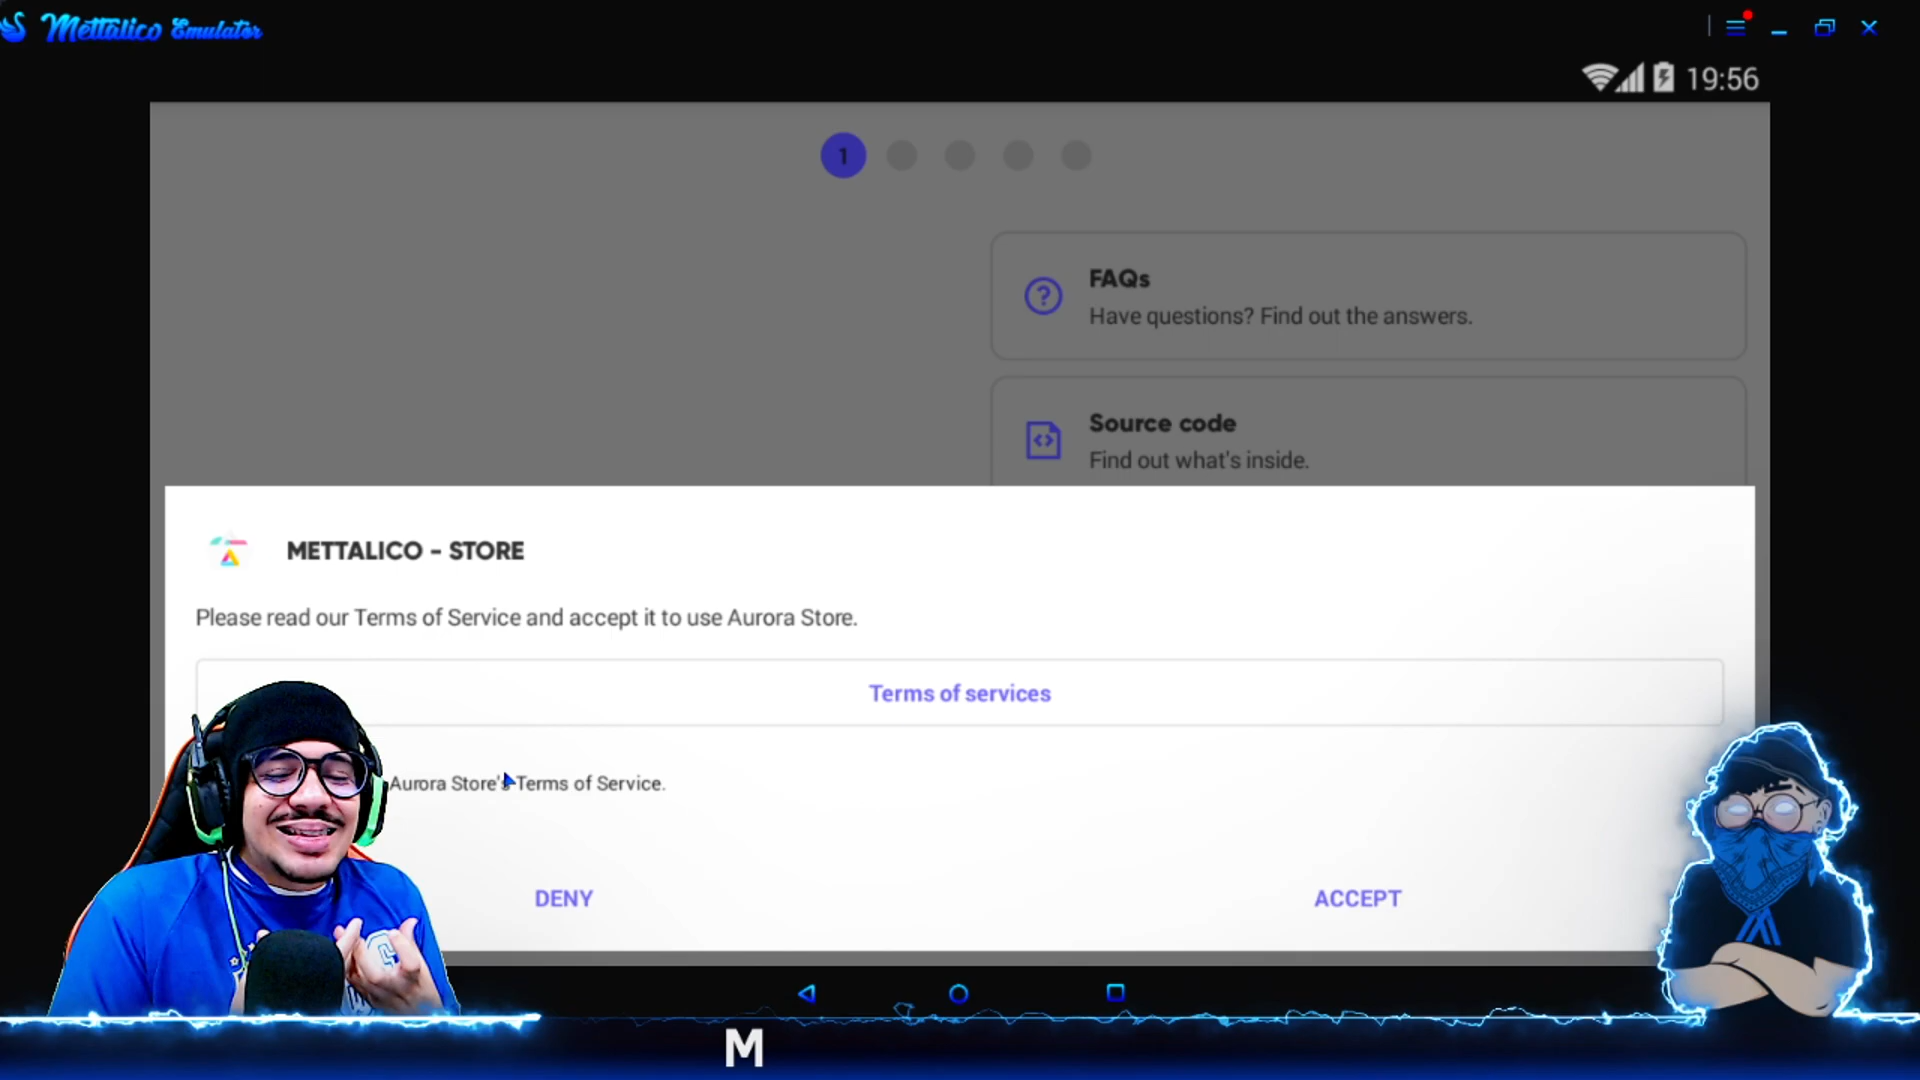 Mettalico Emulator
19:56
1
FAQs
Have questions? Find out the answers.
Source code
Find out what's inside.
METTALICO - STORE
Please read our Terms of Service and accept it to use Aurora Store.
Terms of services
Aurora Store's Terms of Service.
DENY
ACCEPT
M